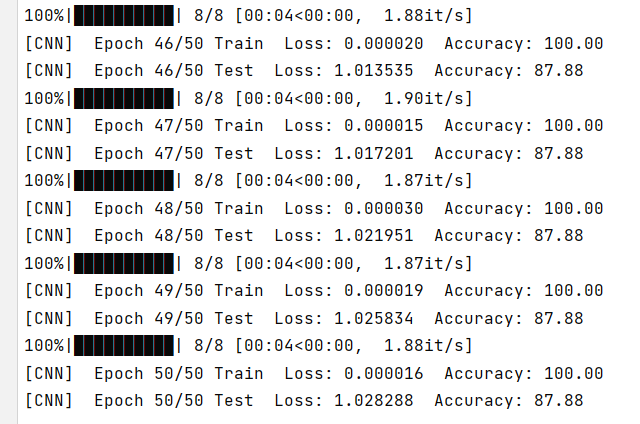 100%|██████████| 8/8 [00:04<00:00,  1.88it/s]
[CNN]  Epoch 46/50 Train  Loss: 0.000020  Accuracy: 100.00
[CNN]  Epoch 46/50 Test  Loss: 1.013535  Accuracy: 87.88
100%|██████████| 8/8 [00:04<00:00,  1.90it/s]
[CNN]  Epoch 47/50 Train  Loss: 0.000015  Accuracy: 100.00
[CNN]  Epoch 47/50 Test  Loss: 1.017201  Accuracy: 87.88
100%|██████████| 8/8 [00:04<00:00,  1.87it/s]
[CNN]  Epoch 48/50 Train  Loss: 0.000030  Accuracy: 100.00
[CNN]  Epoch 48/50 Test  Loss: 1.021951  Accuracy: 87.88
100%|██████████| 8/8 [00:04<00:00,  1.87it/s]
[CNN]  Epoch 49/50 Train  Loss: 0.000019  Accuracy: 100.00
[CNN]  Epoch 49/50 Test  Loss: 1.025834  Accuracy: 87.88
100%|██████████| 8/8 [00:04<00:00,  1.88it/s]
[CNN]  Epoch 50/50 Train  Loss: 0.000016  Accuracy: 100.00
[CNN]  Epoch 50/50 Test  Loss: 1.028288  Accuracy: 87.88